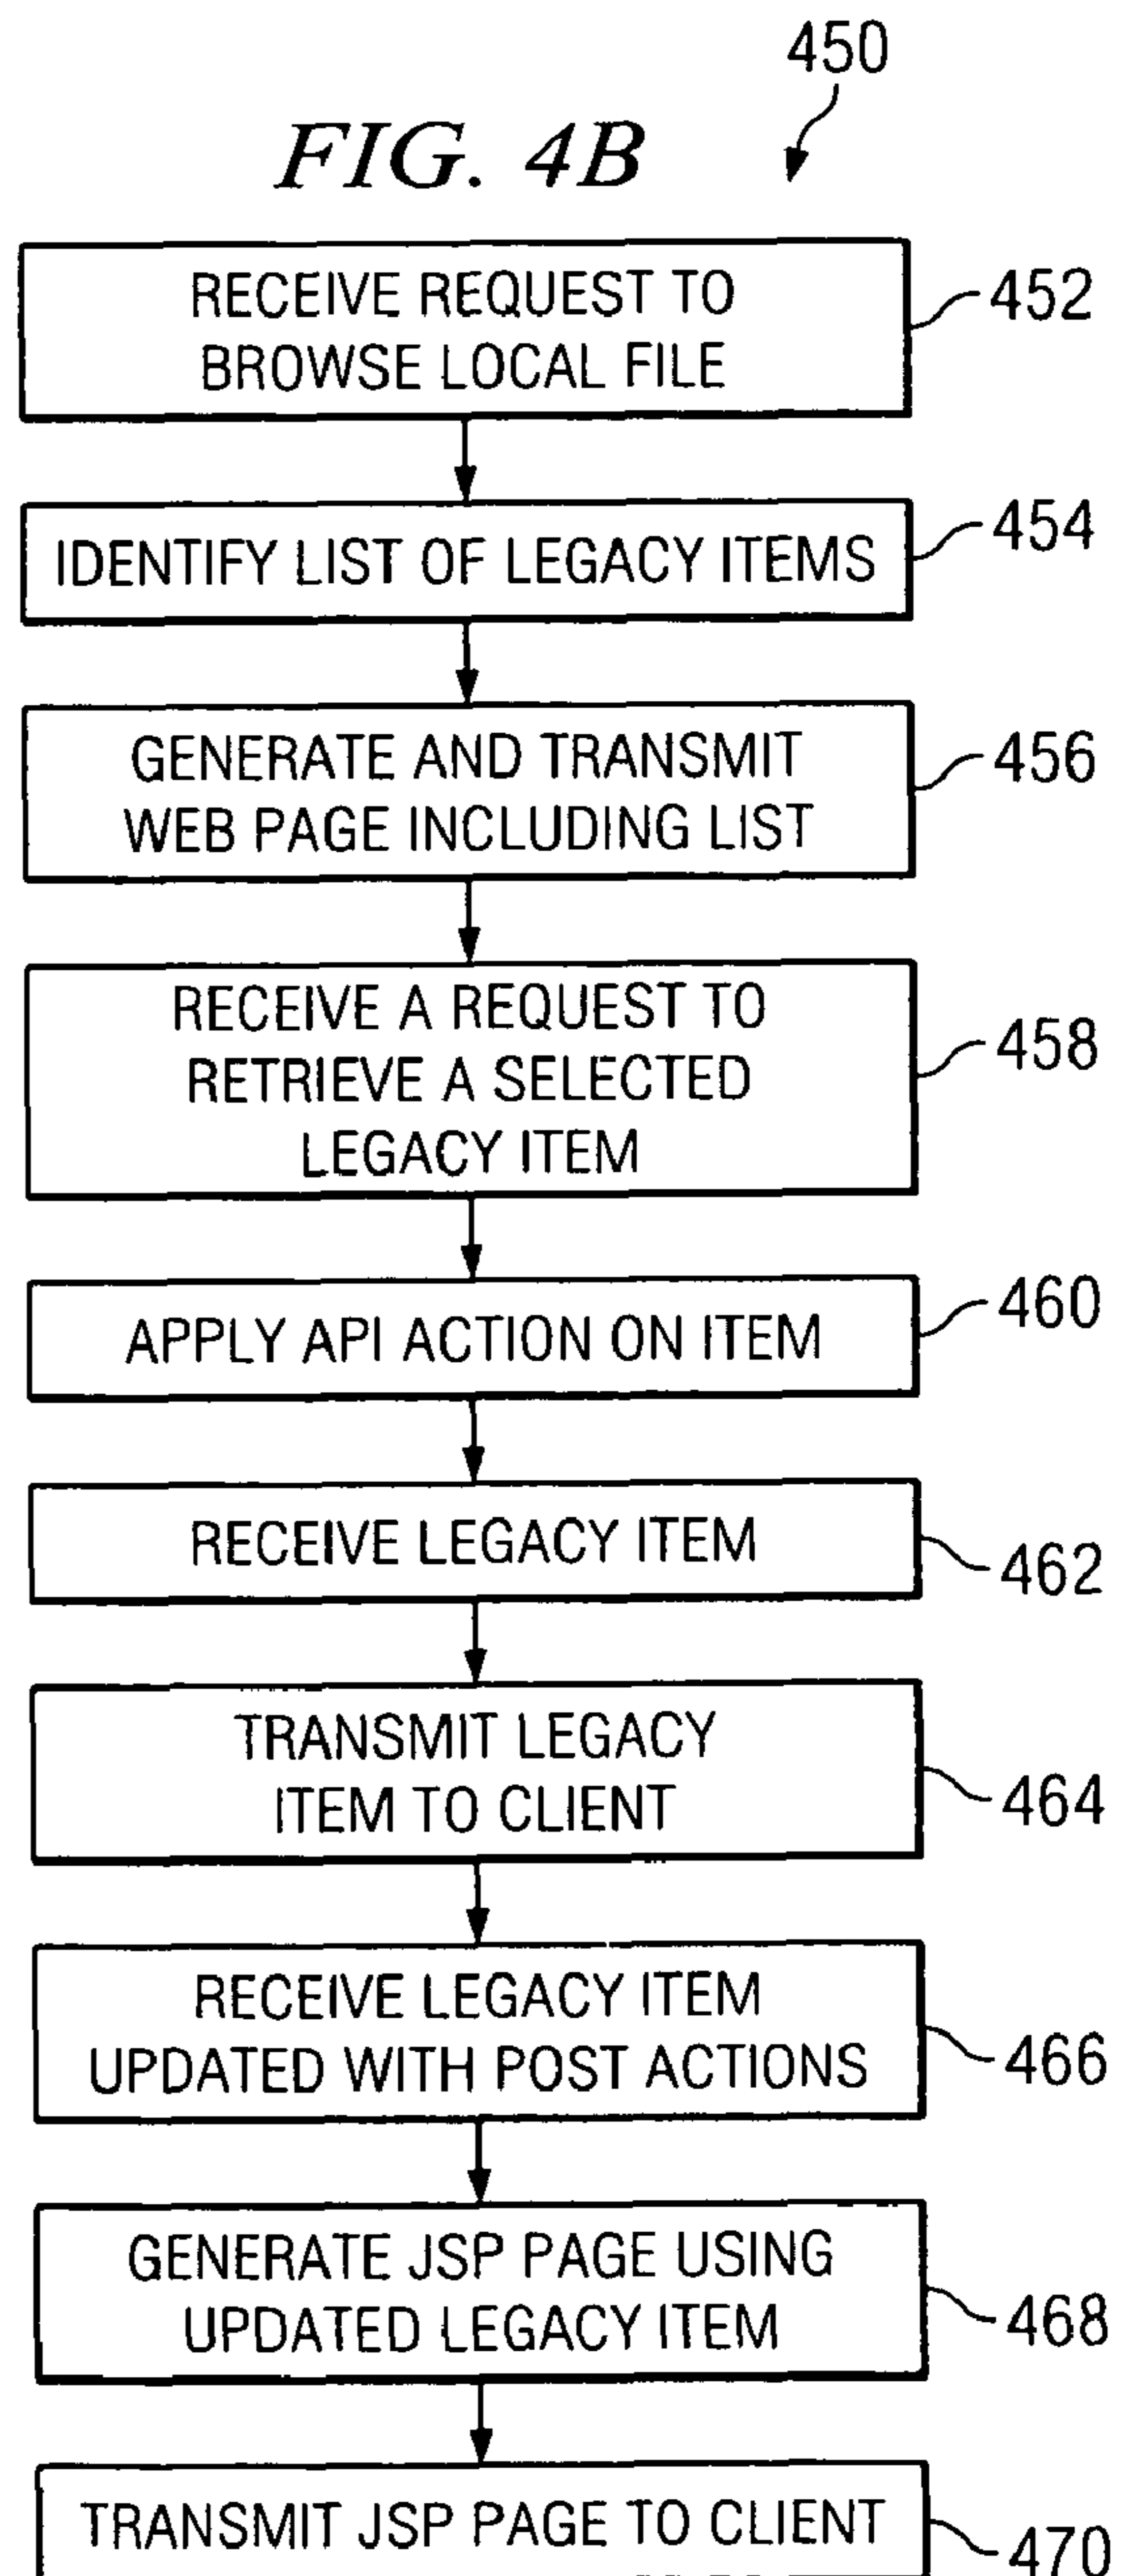 450
FIG. 4B
RECEIVE REQUEST TO
BROWSE LOCAL FILE
452
IDENTIFY LIST OF LEGACY ITEMS
454
GENERATE AND TRANSMIT
WEB PAGE INCLUDING LIST
456
RECEIVE A REQUEST TO
RETRIEVE A SELECTED
LEGACY ITEM
458
APPLY API ACTION ON ITEM
460
RECEIVE LEGACY ITEM
462
TRANSMIT LEGACY
ITEM TO CLIENT
464
RECEIVE LEGACY ITEM
UPDATED WITH POST ACTIONS
466
GENERATE JSP PAGE USING
UPDATED LEGACY ITEM
468
TRANSMIT JSP PAGE TO CLIENT
470